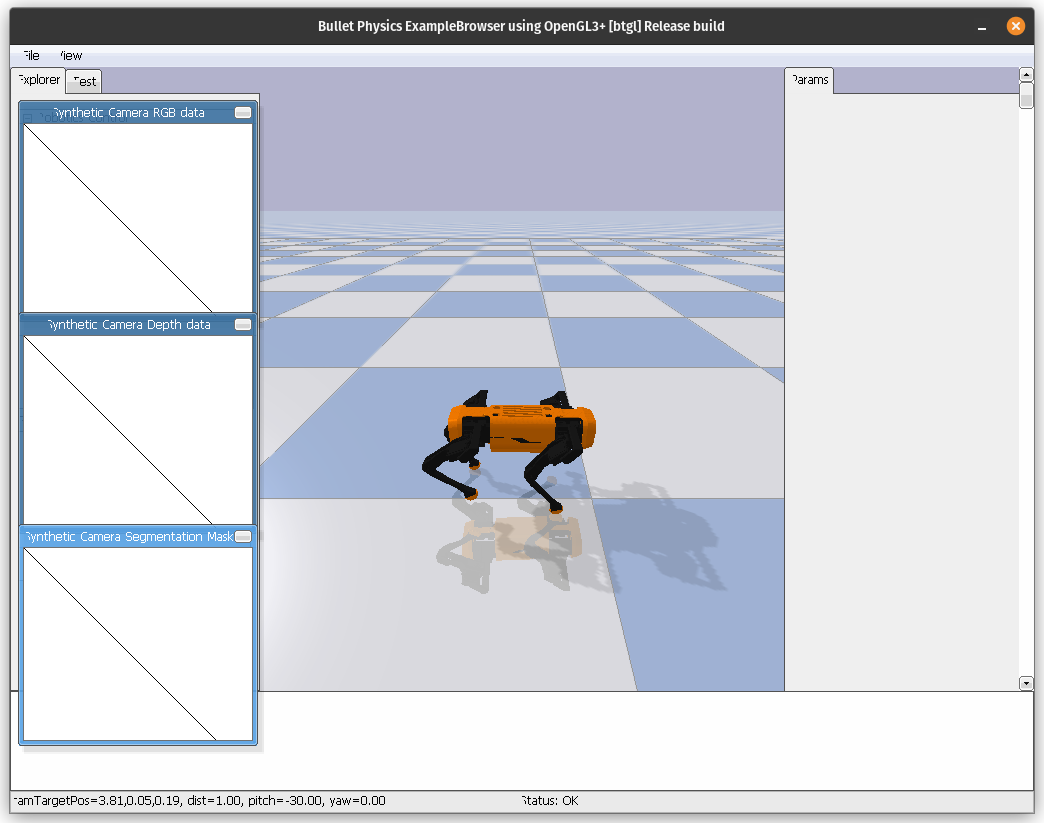 Bullet Physics ExampleBrowser using OpenGL3+ [btgl] Release build
File View
Explorer Test
Params
Synthetic Camera RGB data
Synthetic Camera Depth data
Synthetic Camera Segmentation Mask
camTargetPos=3.81,0.05,0.19, dist=1.00, pitch=-30.00, yaw=0.00
Status: OK